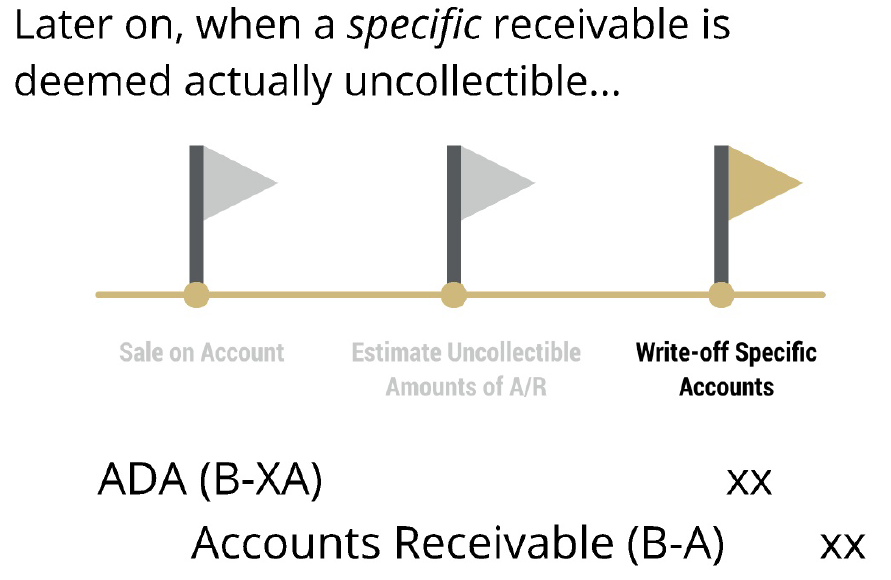 Later on, when a specific receivable is
deemed actually uncollectible...
Sale on Account
Estimate Uncollectible
Amounts of A/R
Write-off Specific
Accounts
ADA (B-XA) xx
Accounts Receivable (B-A) xx